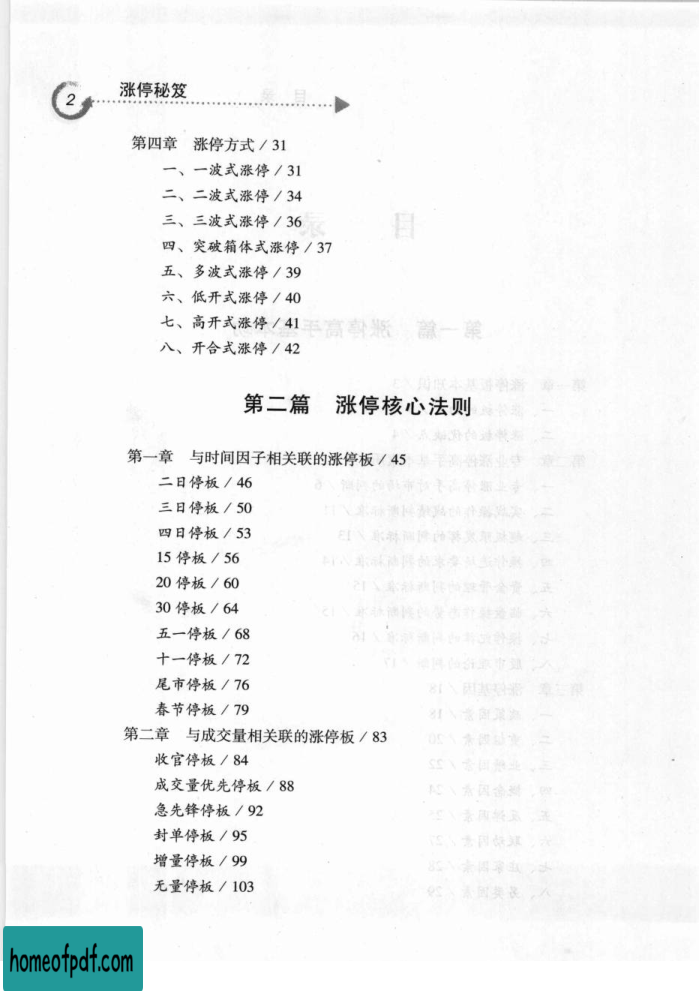 2
涨停秘笈
第四章 涨停方式 / 31
一、一波式涨停 / 31
二、二波式涨停 / 34
三、三波式涨停 / 36
四、突破箱体式涨停 / 37
五、多波式涨停 / 39
六、低开式涨停 / 40
七、高开式涨停 / 41
八、开合式涨停 / 42
第二篇 涨停核心法则
第一章 与时间因子相关联的涨停板 / 45
二日停板 / 46
三日停板 / 50
四日停板 / 53
15 停板 / 56
20 停板 / 60
30 停板 / 64
五一停板 / 68
十一停板 / 72
尾市停板 / 76
春节停板 / 79
第二章 与成交量相关联的涨停板 / 83
收官停板 / 84
成交量优先停板 / 88
急先锋停板 / 92
封单停板 / 95
增量停板 / 99
无量停板 / 103
homeofpdf.com